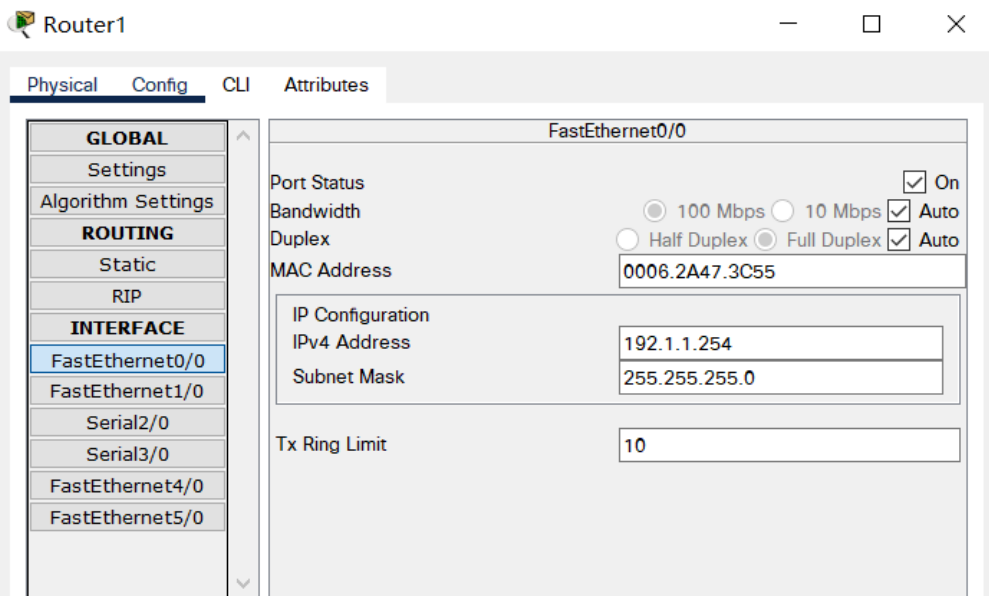 Router1
Physical Config CLI Attributes
GLOBAL
Settings
Algorithm Settings
ROUTING
Static
RIP
INTERFACE
FastEthernet0/0
FastEthernet1/0
Serial2/0
Serial3/0
FastEthernet4/0
FastEthernet5/0
FastEthernet0/0
Port Status On
Bandwidth 100 Mbps 10 Mbps Auto
Duplex Half Duplex Full Duplex Auto
MAC Address 0006.2A47.3C55
IP Configuration
IPv4 Address 192.1.1.254
Subnet Mask 255.255.255.0
Tx Ring Limit 10